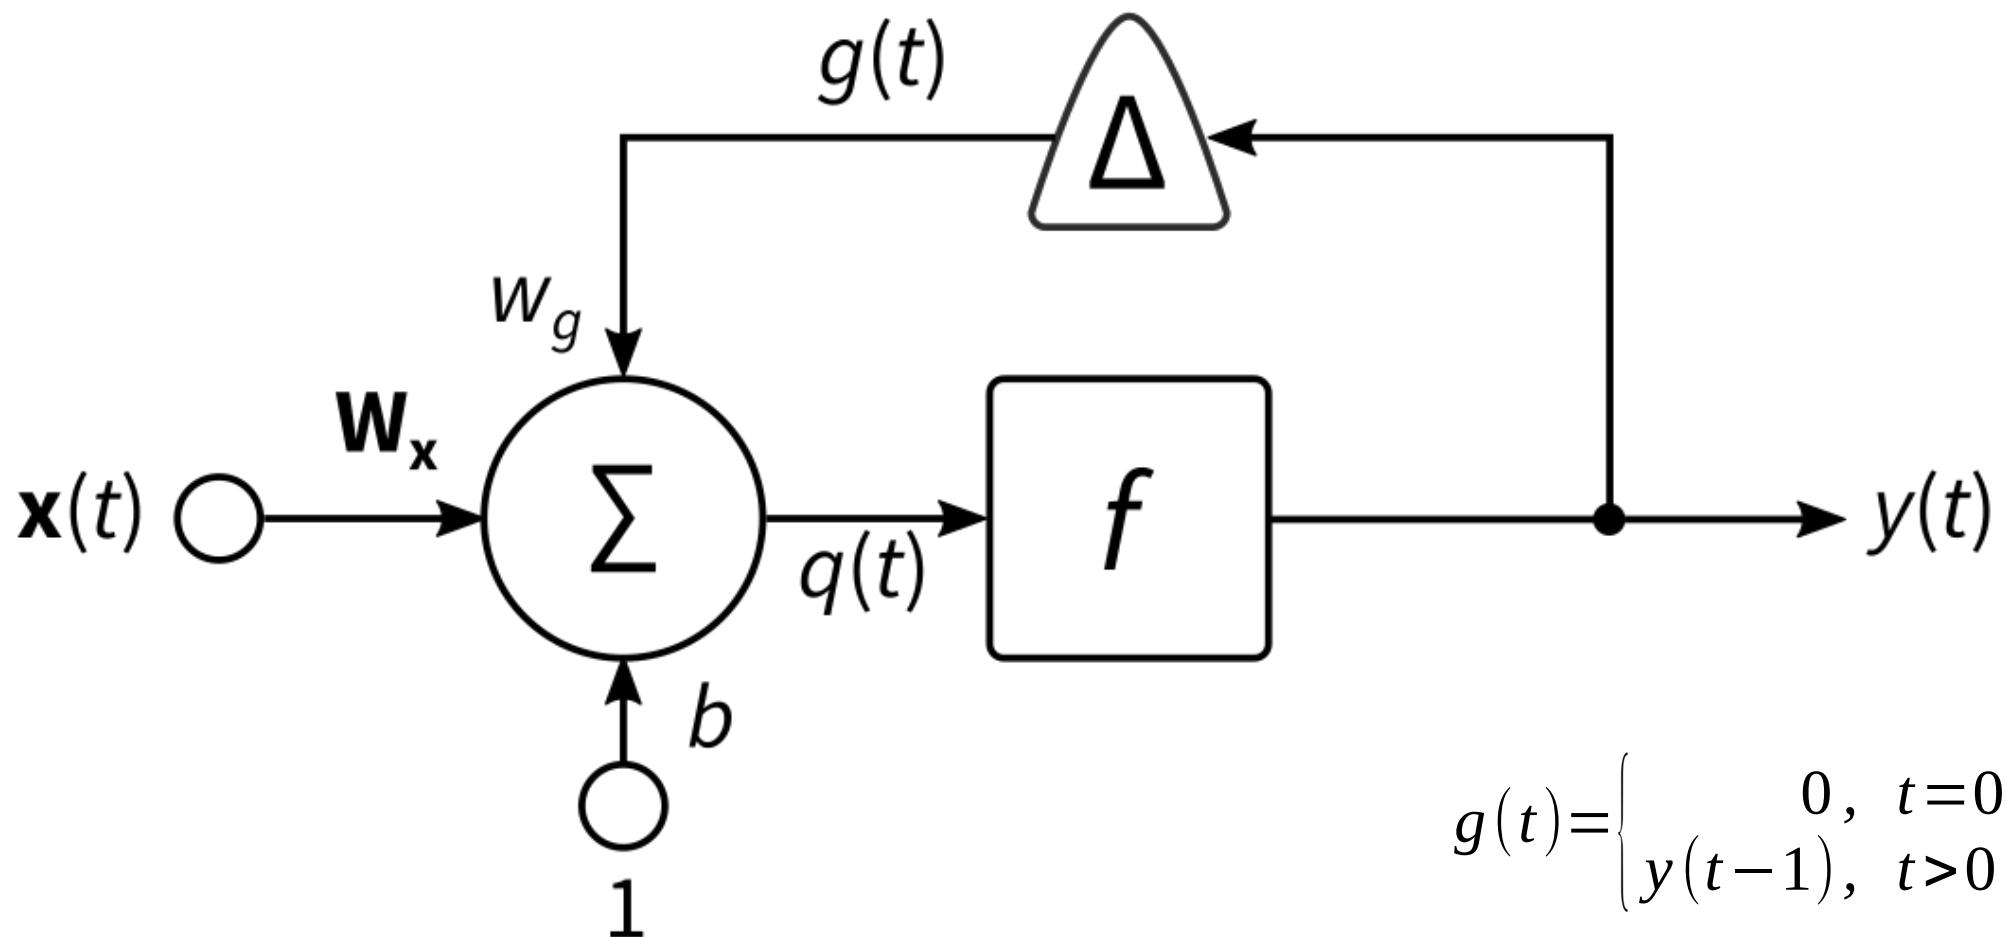 g(t)
Δ
w_g
W_x
x(t)
Σ
f
y(t)
q(t)
b
1
g(t)={ 0, t=0
y(t−1), t>0